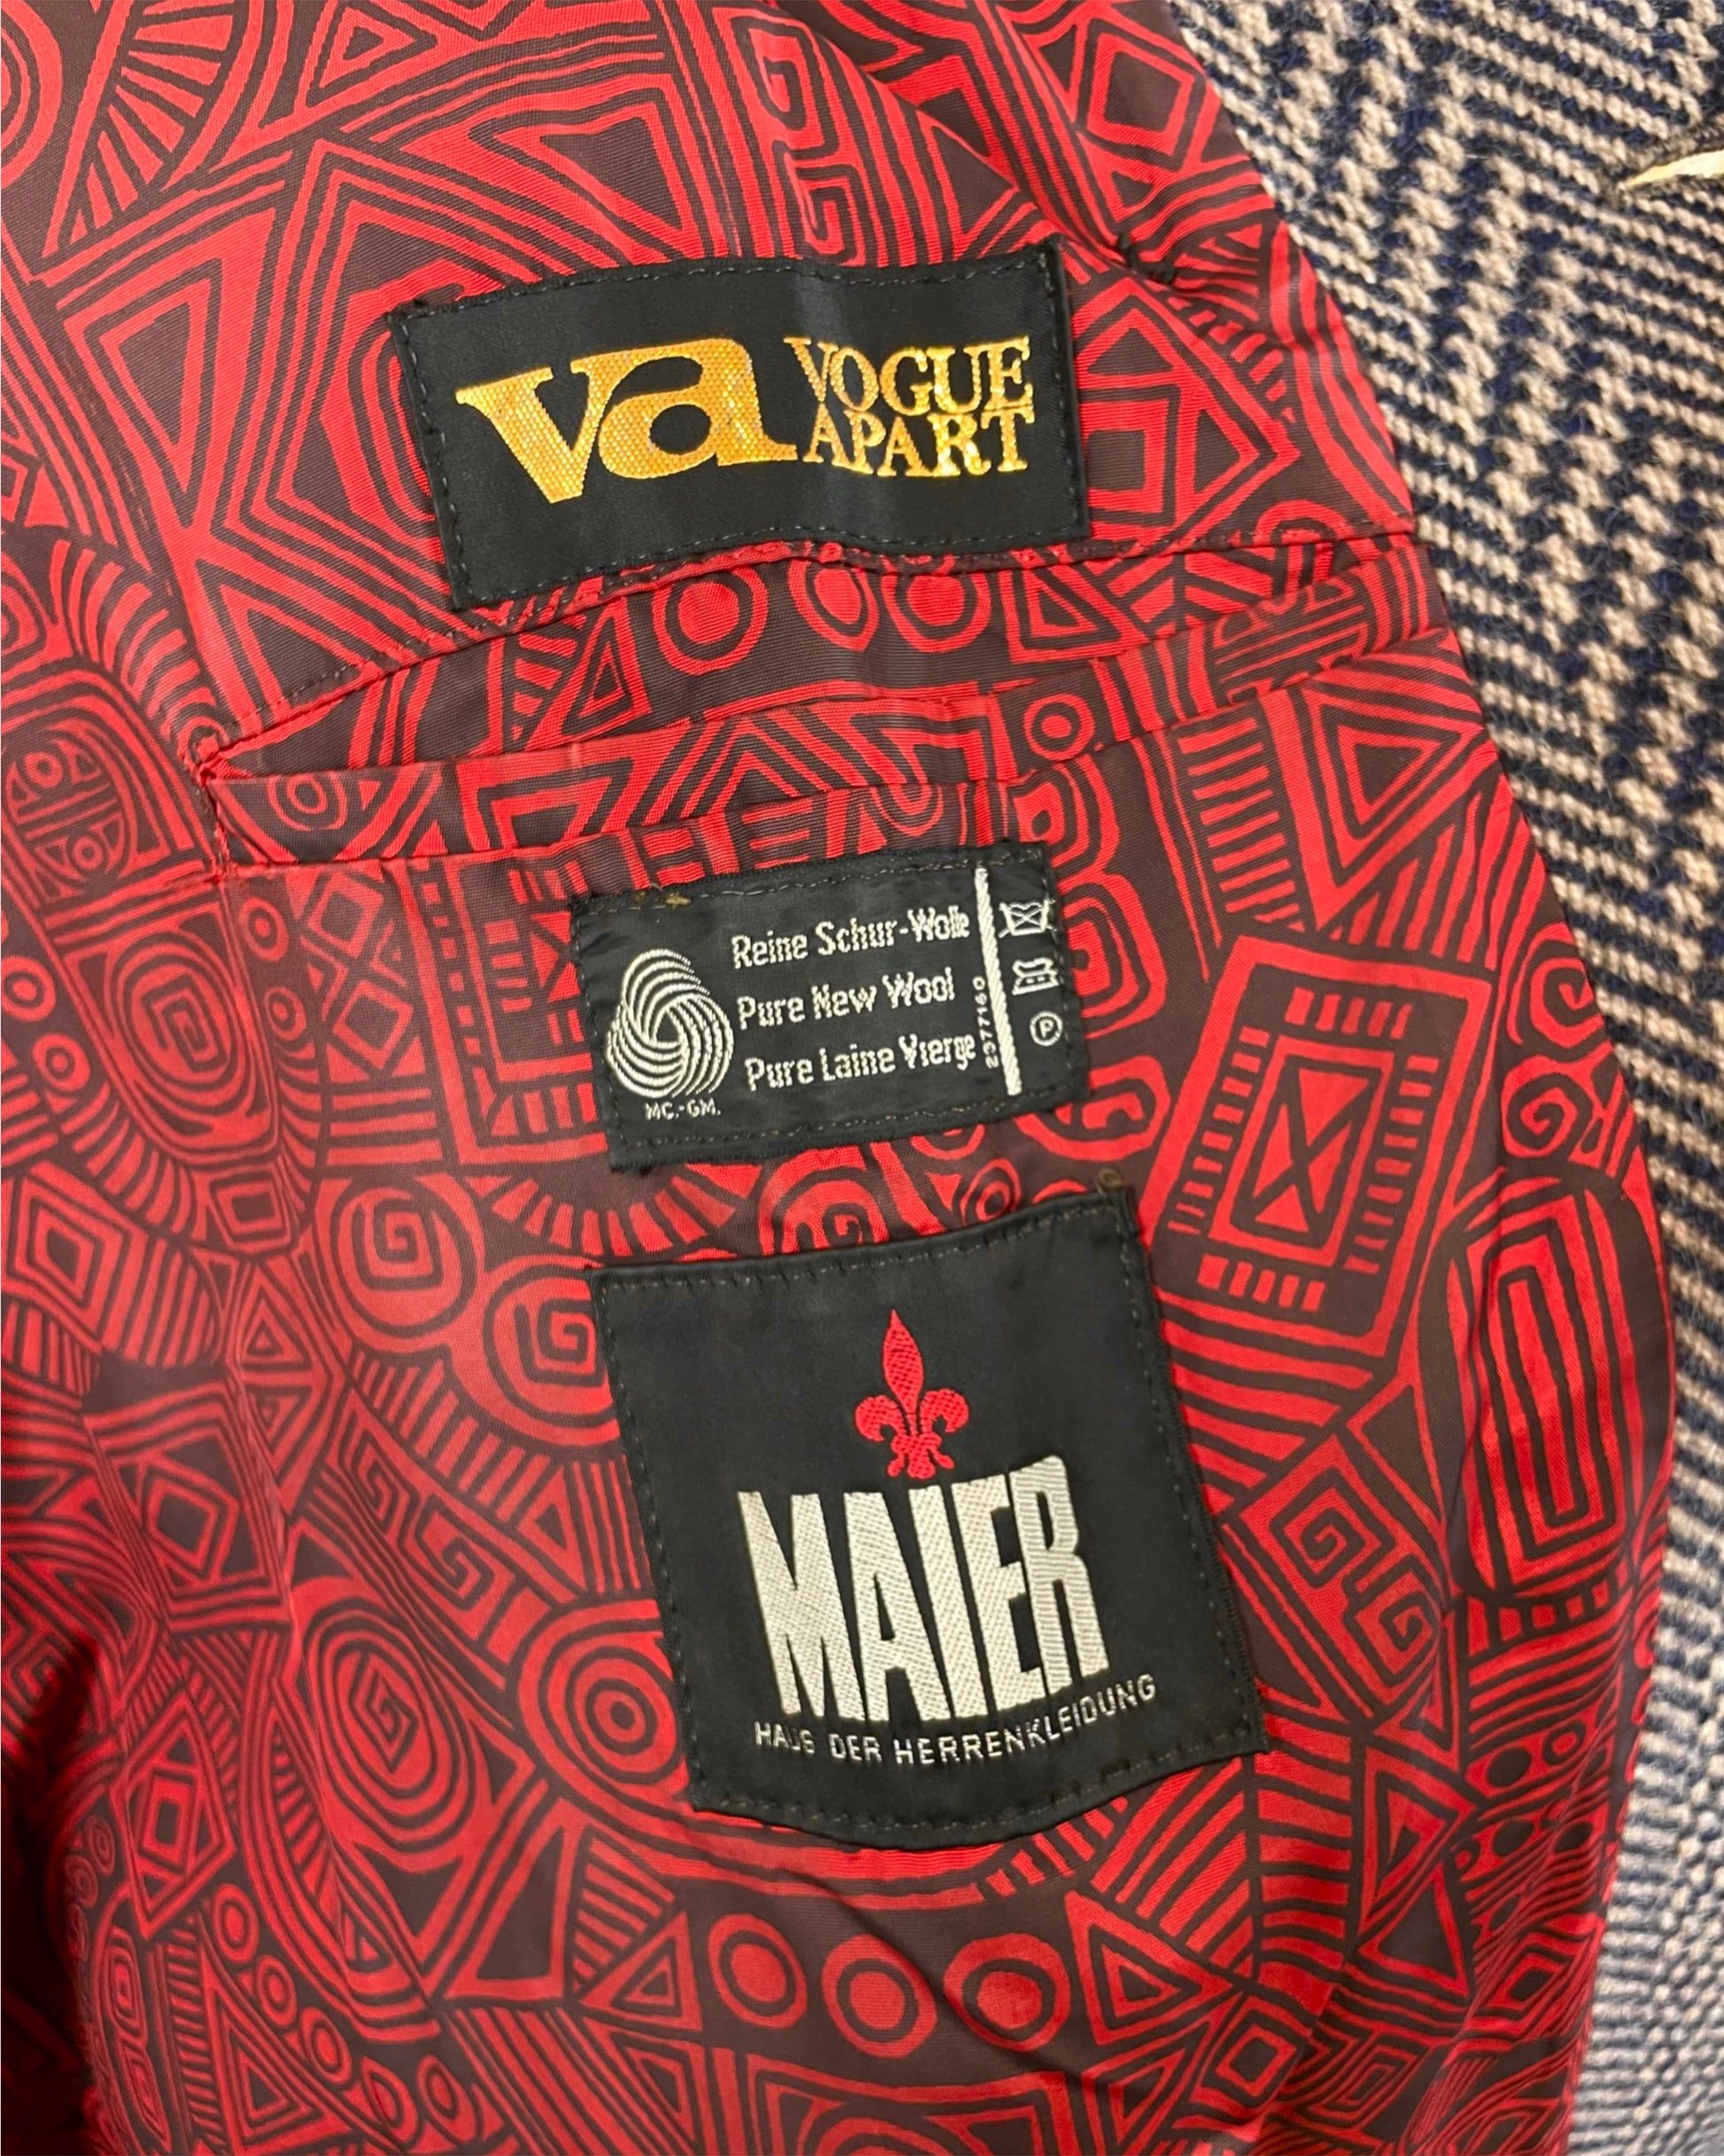 va
VOGUE
APART
Reine Schur-Wolle
Pure New Wool
Pure Laine Vierge
MC.-GM.
2377160
P
MAIER
HAUS DER HERRENKLEIDUNG